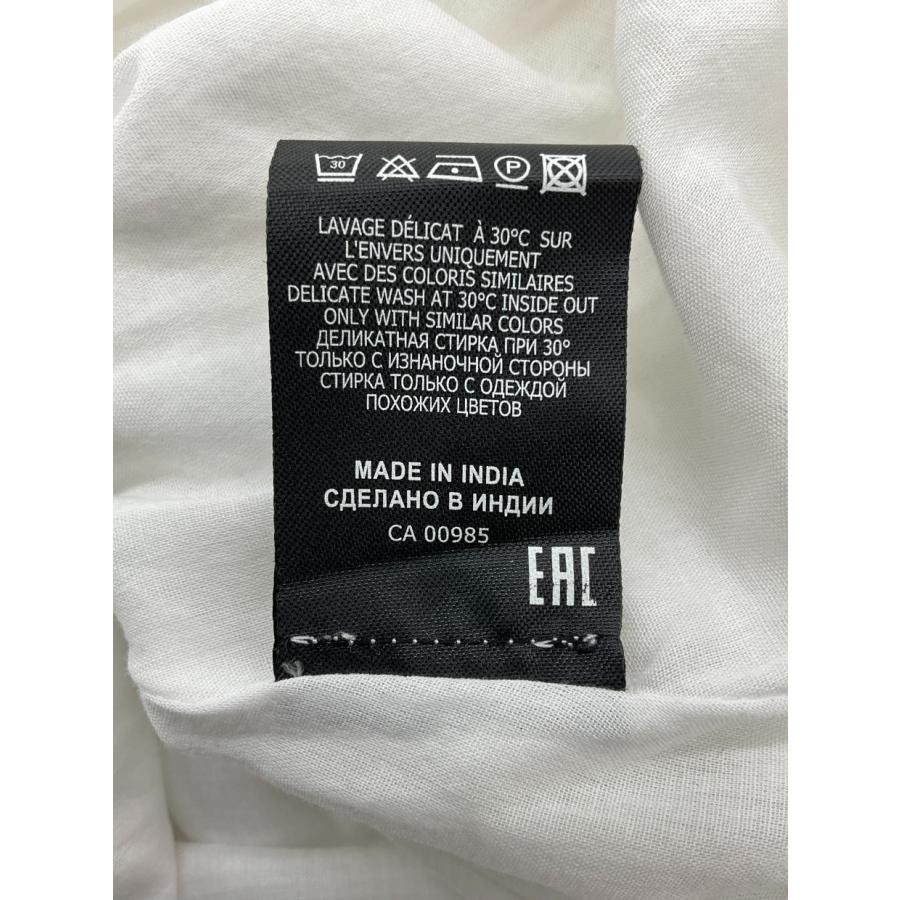 30 P
LAVAGE DÉLICAT À 30°C SUR
L'ENVERS UNIQUEMENT
AVEC DES COLORIS SIMILAIRES
DELICATE WASH AT 30°C INSIDE OUT
ONLY WITH SIMILAR COLORS
ДЕЛИКАТНАЯ СТИРКА ПРИ 30°
ТОЛЬКО С ИЗНАНОЧНОЙ СТОРОНЫ
СТИРКА ТОЛЬКО С ОДЕЖДОЙ
ПОХОЖИХ ЦВЕТОВ
MADE IN INDIA
СДЕЛАНО В ИНДИИ
CA 00985
EAC